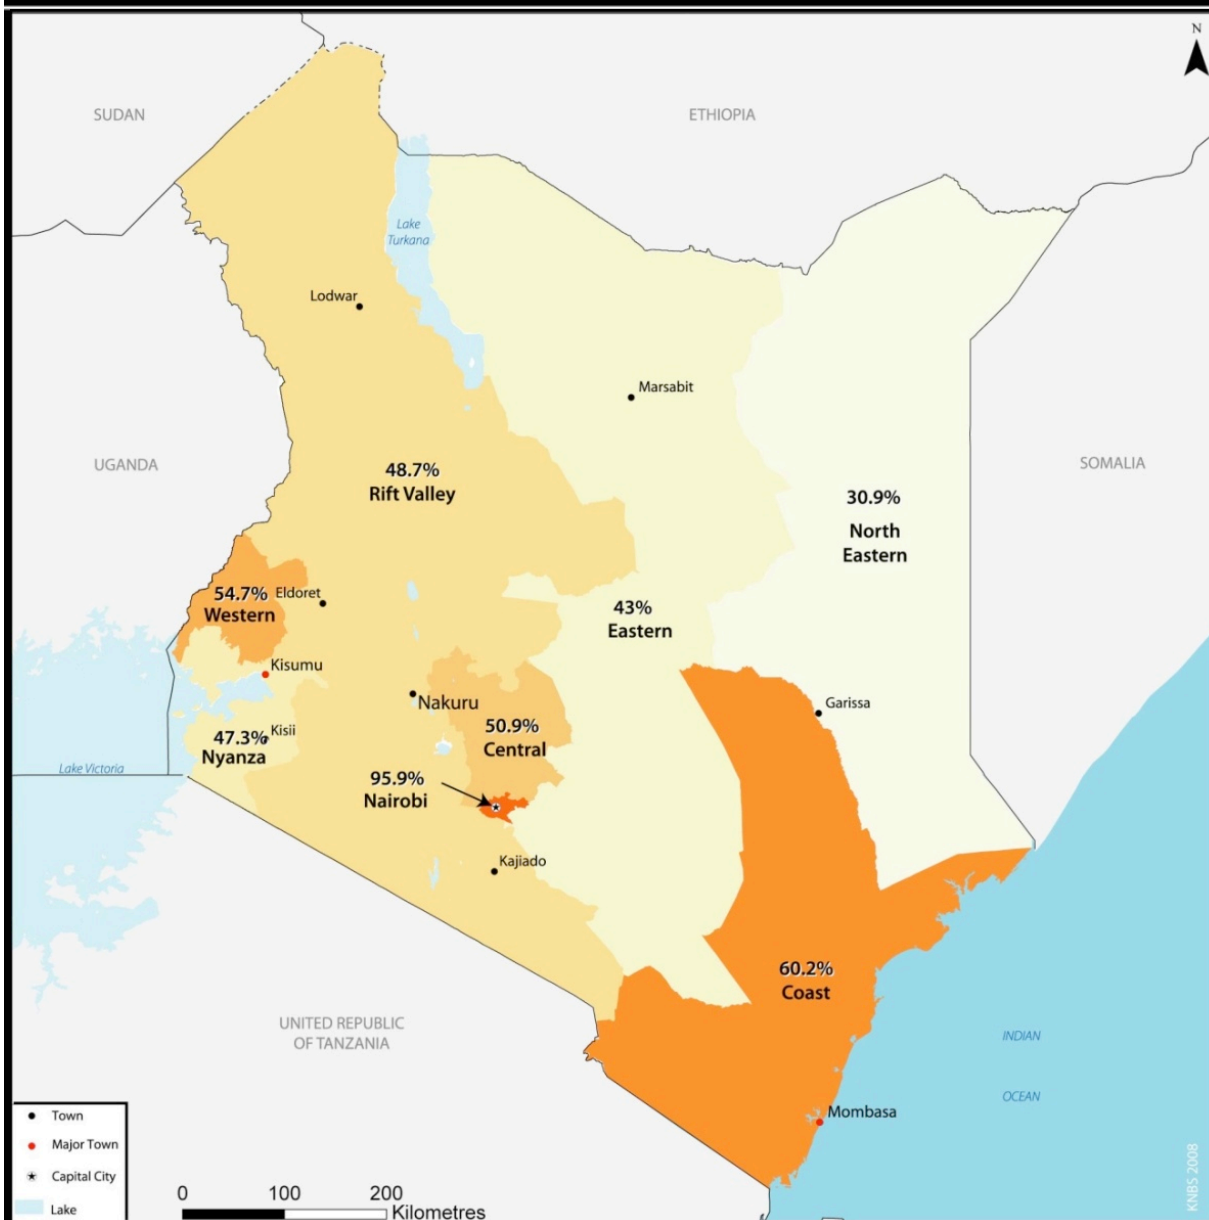 N
SUDAN
ETHIOPIA
Lake
Turkana
Lodwar
Marsabit
UGANDA
SOMALIA
48.7%
Rift Valley
30.9%
North
Eastern
54.7%
Western
Eldoret
43%
Eastern
Kisumu
Nakuru
Garissa
47.3%
Nyanza
Kisii
50.9%
Central
Lake Victoria
95.9%
Nairobi
Kajiado
60.2%
Coast
UNITED REPUBLIC
OF TANZANIA
INDIAN
OCEAN
Mombasa
Town
Major Town
Capital City
Lake
0 100 200
Kilometres
KNBS 2008